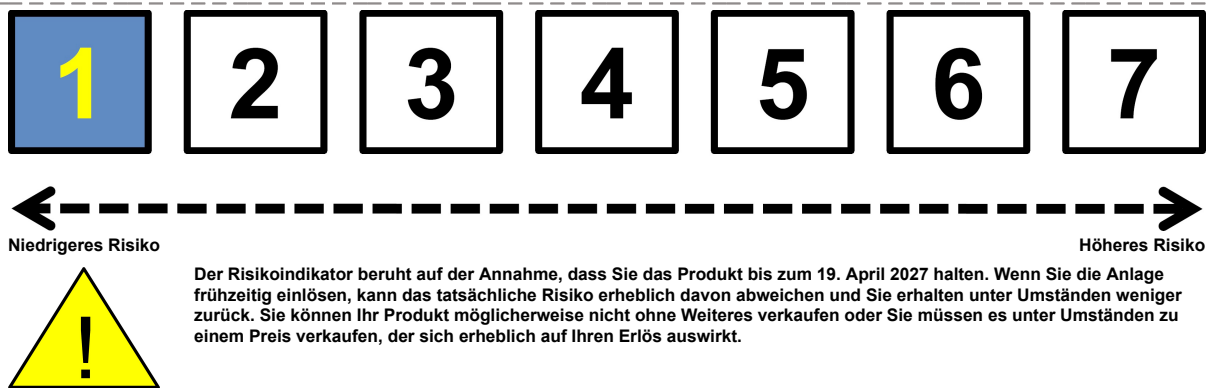 1 2 3 4 5 6 7
Niedrigeres Risiko Höheres Risiko
Der Risikoindikator beruht auf der Annahme, dass Sie das Produkt bis zum 19. April 2027 halten. Wenn Sie die Anlage
frühzeitig einlösen, kann das tatsächliche Risiko erheblich davon abweichen und Sie erhalten unter Umständen weniger
zurück. Sie können Ihr Produkt möglicherweise nicht ohne Weiteres verkaufen oder Sie müssen es unter Umständen zu
einem Preis verkaufen, der sich erheblich auf Ihren Erlös auswirkt.
!